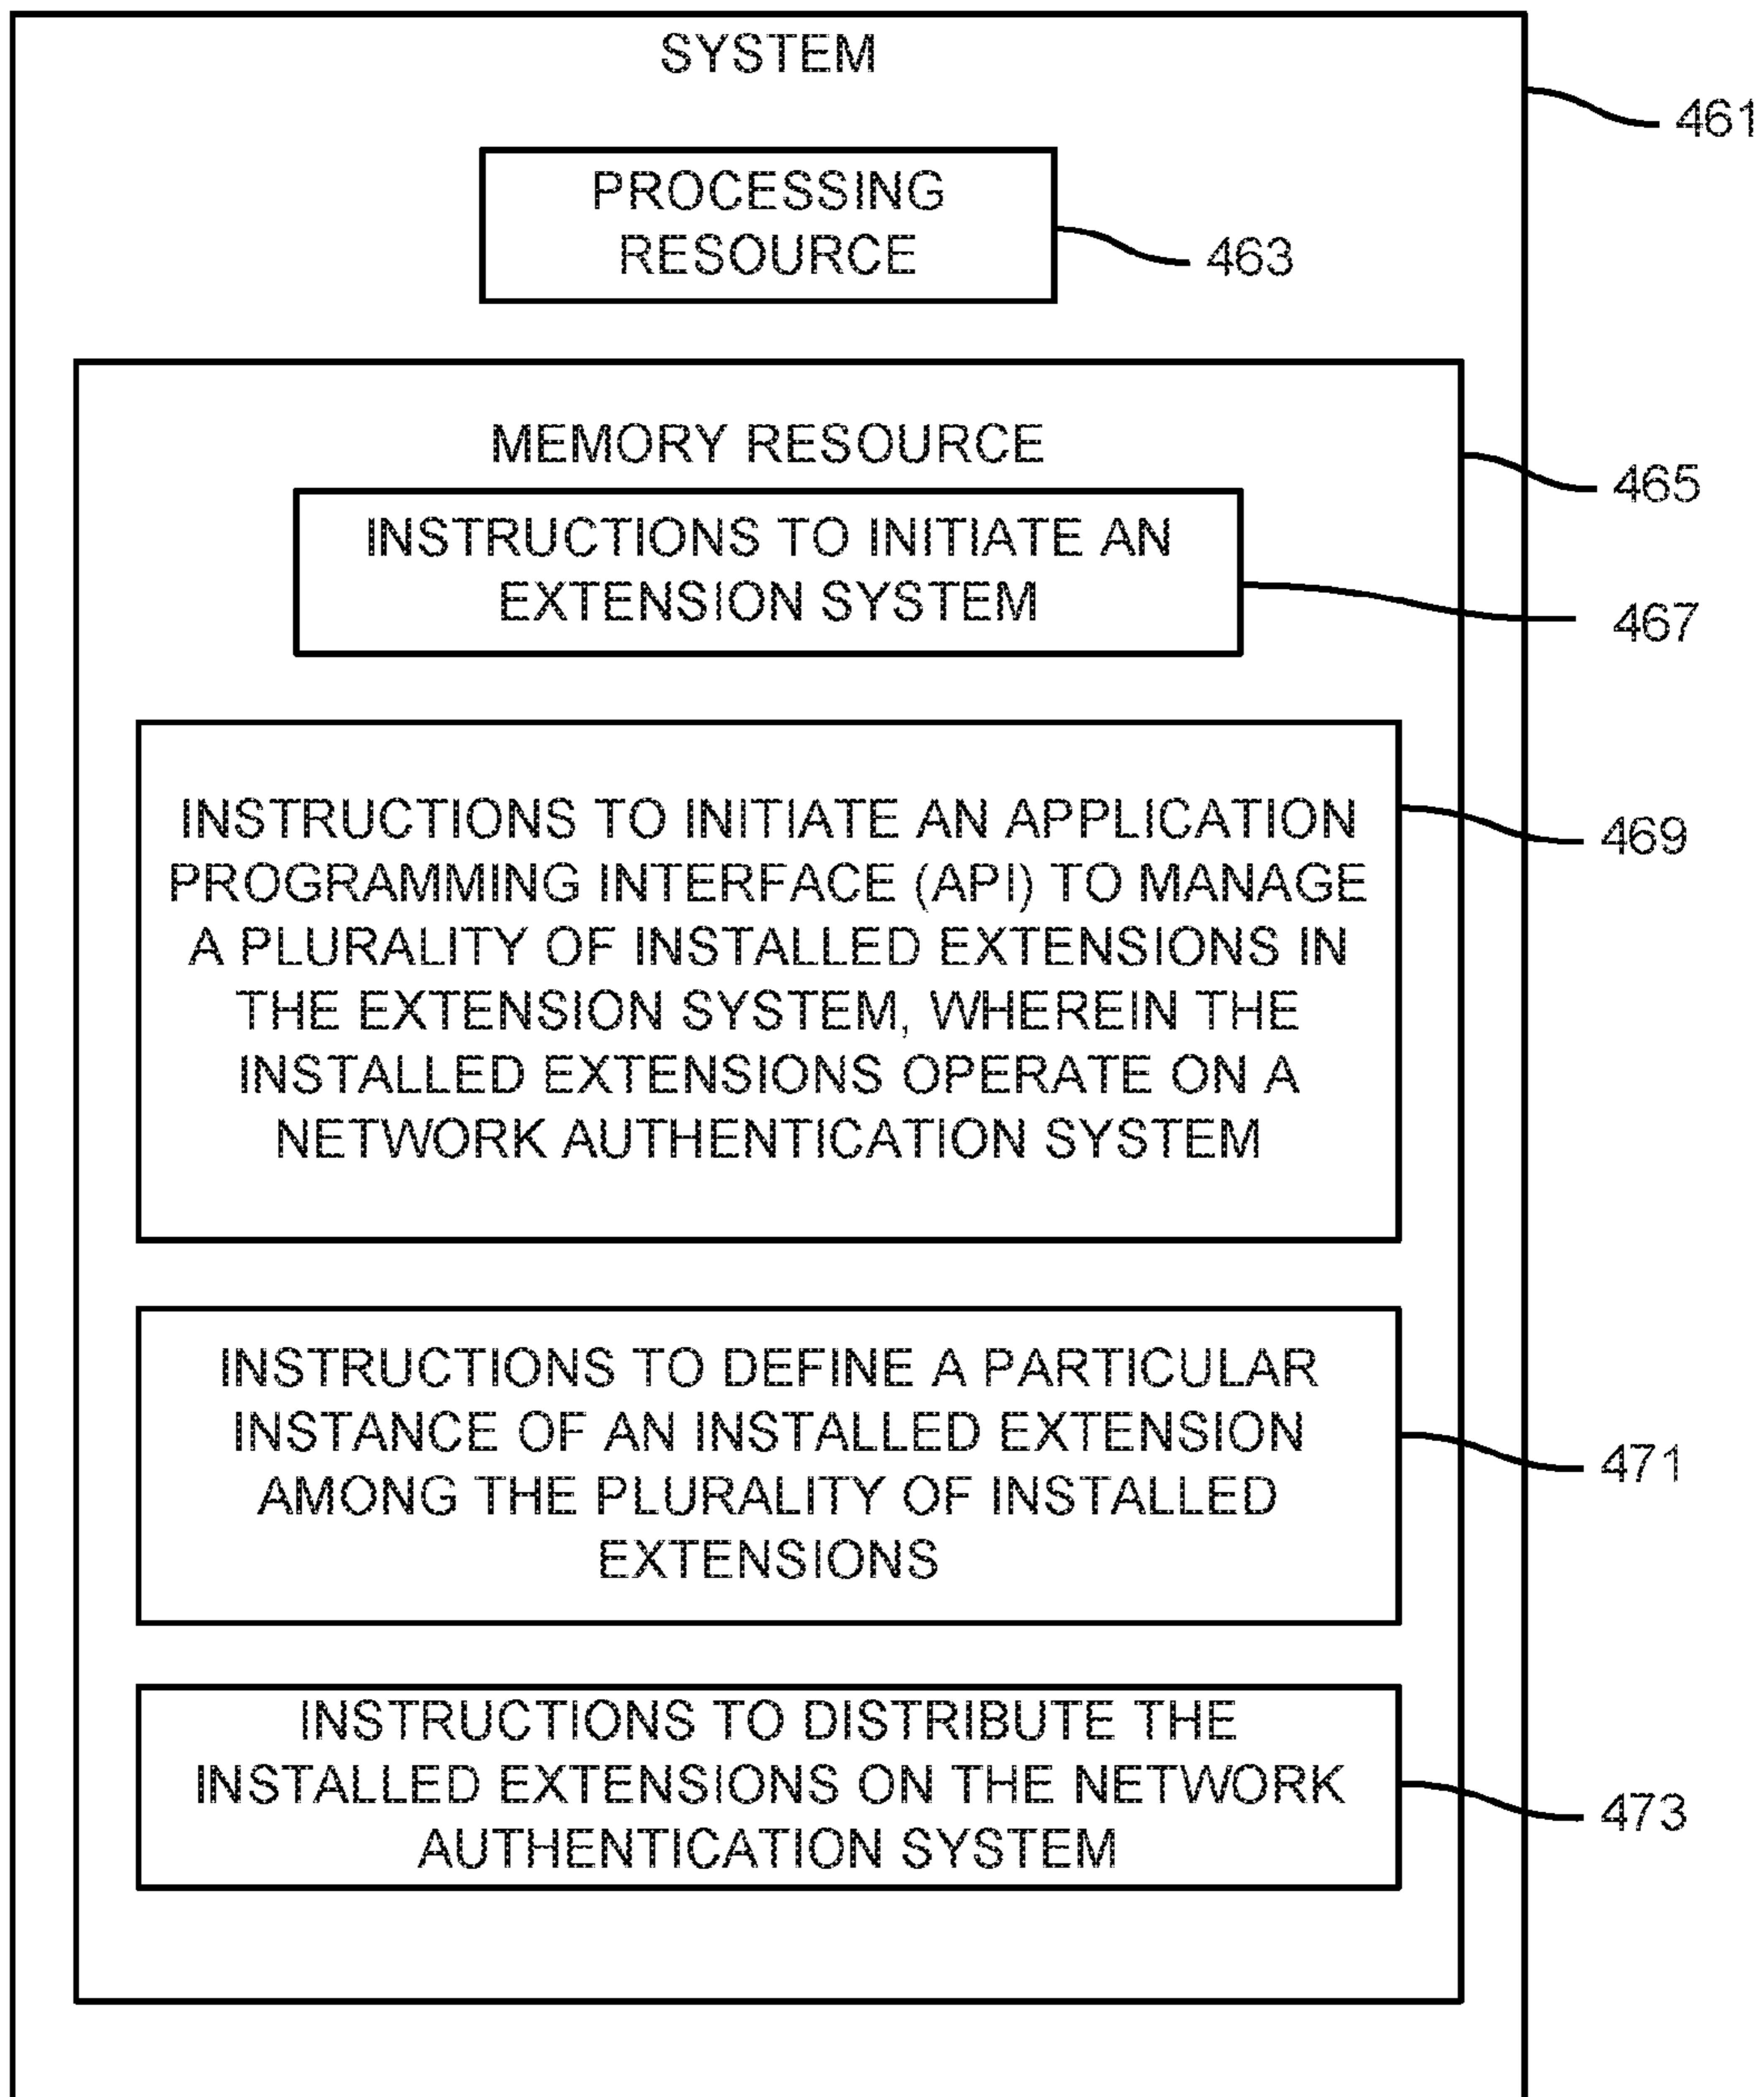 SYSTEM
461
PROCESSING
RESOURCE
463
MEMORY RESOURCE
465
INSTRUCTIONS TO INITIATE AN
EXTENSION SYSTEM
467
INSTRUCTIONS TO INITIATE AN APPLICATION
PROGRAMMING INTERFACE (API) TO MANAGE
A PLURALITY OF INSTALLED EXTENSIONS IN
THE EXTENSION SYSTEM, WHEREIN THE
INSTALLED EXTENSIONS OPERATE ON A
NETWORK AUTHENTICATION SYSTEM
469
INSTRUCTIONS TO DEFINE A PARTICULAR
INSTANCE OF AN INSTALLED EXTENSION
AMONG THE PLURALITY OF INSTALLED
EXTENSIONS
471
INSTRUCTIONS TO DISTRIBUTE THE
INSTALLED EXTENSIONS ON THE NETWORK
AUTHENTICATION SYSTEM
473